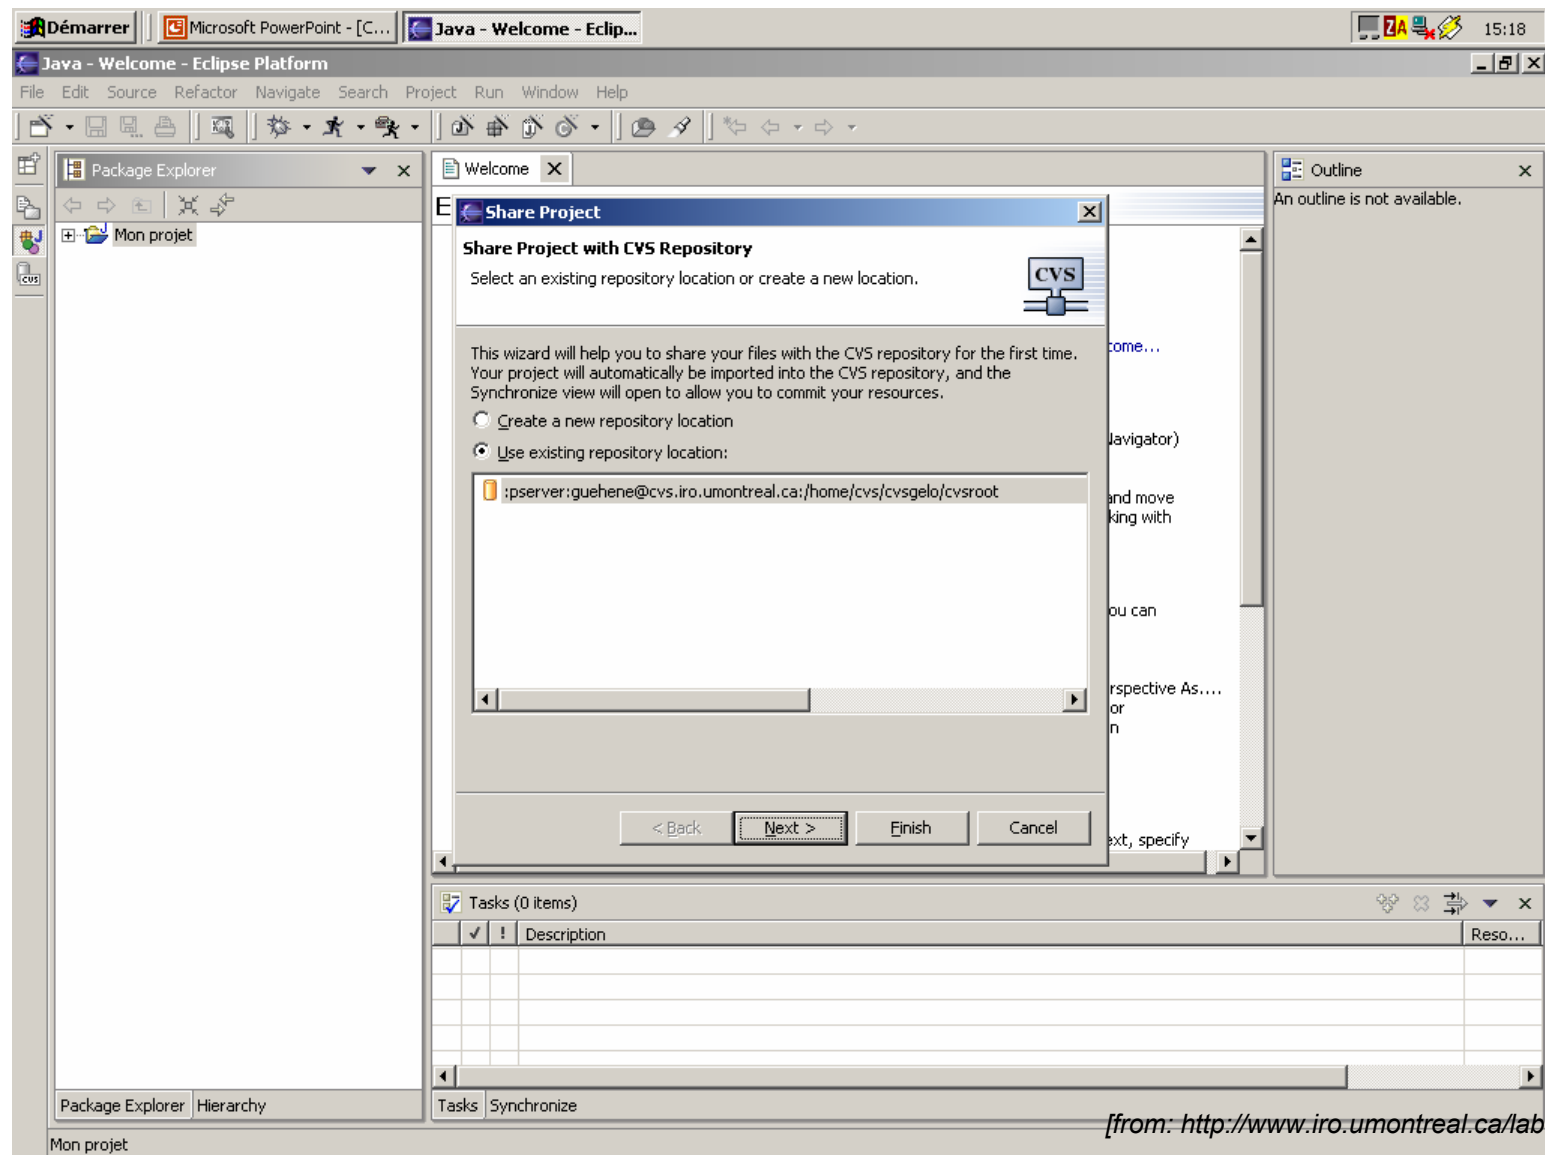 Démarrer
Microsoft PowerPoint - [C...
Java - Welcome - Eclip...
ZA
15:18
Java - Welcome - Eclipse Platform
File Edit Source Refactor Navigate Search Project Run Window Help
Package Explorer
Welcome
Outline
An outline is not available.
E
Mon projet
CVS
Share Project
Share Project with CVS Repository
Select an existing repository location or create a new location.
CVS
This wizard will help you to share your files with the CVS repository for the first time.
Your project will automatically be imported into the CVS repository, and the
Synchronize view will open to allow you to commit your resources.
Create a new repository location
Use existing repository location:
:pserver:guehene@cvs.iro.umontreal.ca:/home/cvs/cvsgelo/cvsroot
< Back
Next >
Finish
Cancel
come...
Navigator)
and move
king with
ou can
rspective As....
or
n
ext, specify
Tasks (0 items)
! Description Reso...
Package Explorer Hierarchy
Tasks Synchronize
[from: http://www.iro.umontreal.ca/lab
Mon projet